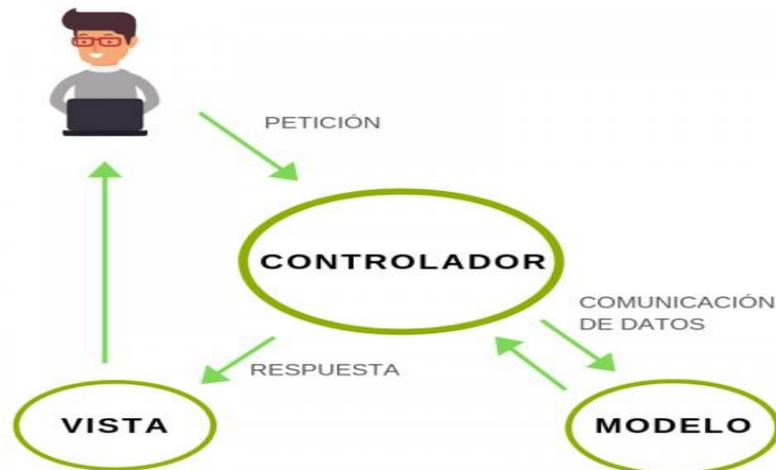 PETICIÓN
CONTROLADOR
COMUNICACIÓN
DE DATOS
RESPUESTA
VISTA
MODELO